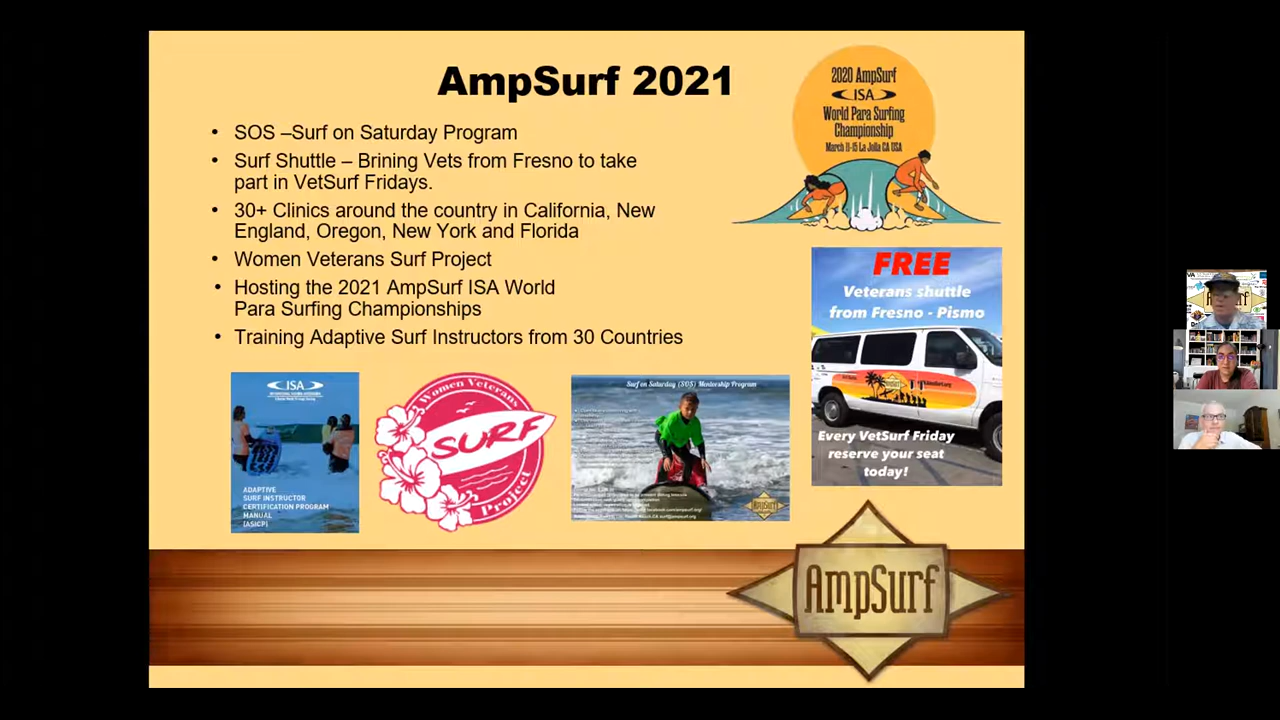 AmpSurf 2021
• SOS –Surf on Saturday Program
• Surf Shuttle – Brining Vets from Fresno to take
part in VetSurf Fridays.
• 30+ Clinics around the country in California, New
England, Oregon, New York and Florida
• Women Veterans Surf Project
• Hosting the 2021 AmpSurf ISA World
Para Surfing Championships
• Training Adaptive Surf Instructors from 30 Countries
2020 AmpSurf
ISA
World Para Surfing
Championship
March 11-15 La Jolla CA USA
FREE
Veterans shuttle
from Fresno - Pismo
Every VetSurf Friday
reserve your seat
today!
ISA
ADAPTIVE
SURF INSTRUCTOR
CERTIFICATION PROGRAM
MANUAL
(ASICP)
Women Veterans
SURF
Project
Surf on Saturday (SOS) Mentorship Program
AmpSurf
AmpSurf